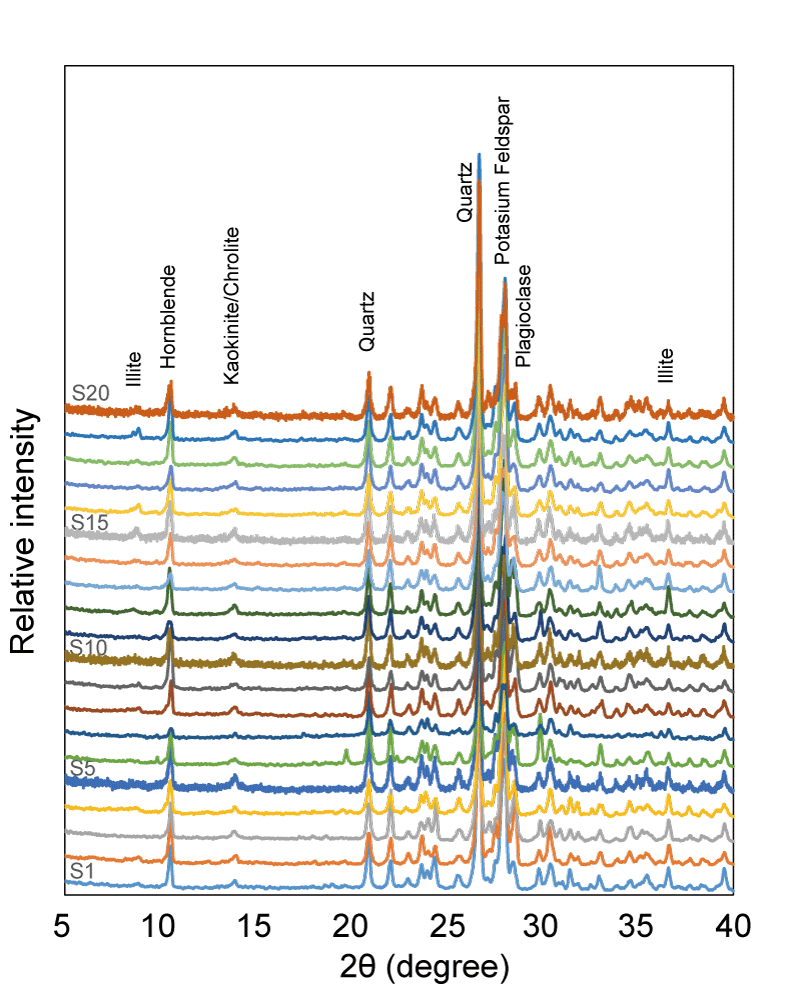 Potasium Feldspar
Quartz
Kaokinite/Chrolite
Hornblende
Plagioclase
Quartz
Illite
Illite
S20
S15
S10
S5
S1
Relative intensity
5 10 15 20 25 30 35 40
2θ (degree)